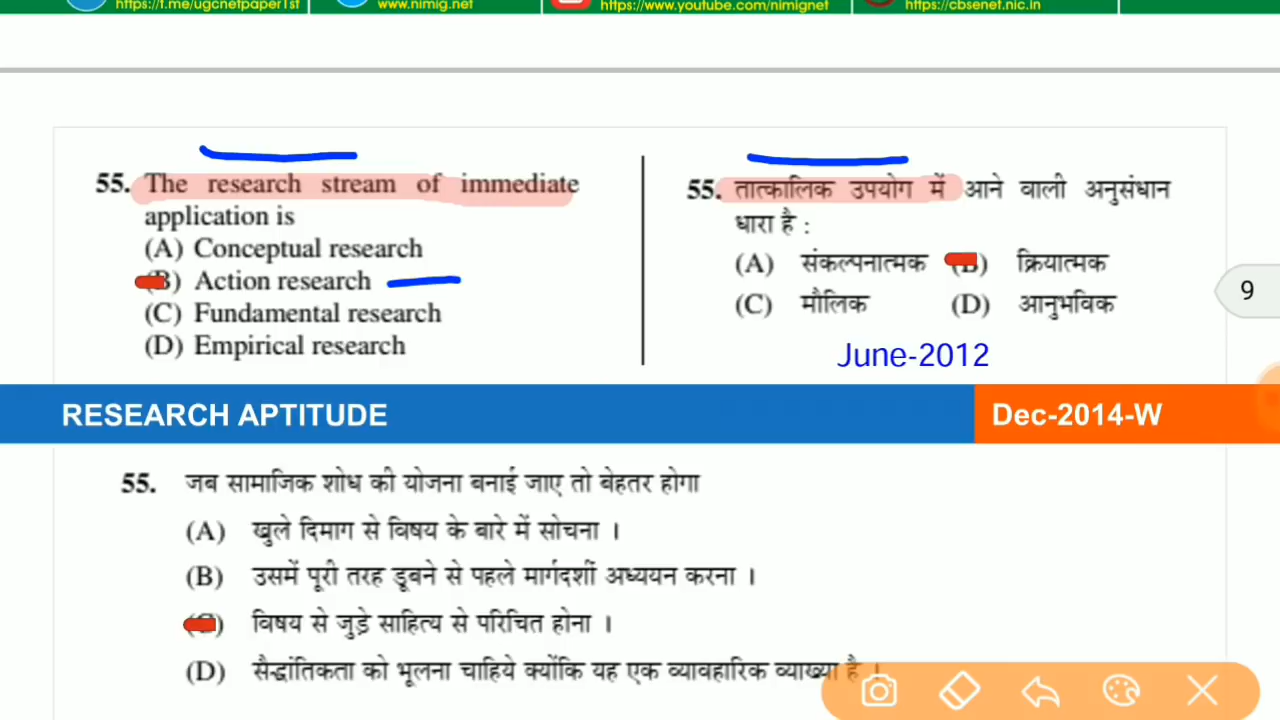 https://t.me/ugcnetpaper1st
www.nimig.net
https://www.youtube.com/nimignet
https://cbsenet.nic.in
55. The research stream of immediate
application is
(A) Conceptual research
(B) Action research
(C) Fundamental research
(D) Empirical research
55. तात्कालिक उपयोग में आने वाली अनुसंधान
धारा है :
(A) संकल्पनात्मक (B) क्रियात्मक
(C) मौलिक (D) आनुभविक
June-2012
9
RESEARCH APTITUDE
Dec-2014-W
55. जब सामाजिक शोध की योजना बनाई जाए तो बेहतर होगा
(A) खुले दिमाग से विषय के बारे में सोचना ।
(B) उसमें पूरी तरह डूबने से पहले मार्गदर्शी अध्ययन करना ।
(C) विषय से जुड़े साहित्य से परिचित होना ।
(D) सैद्धांतिकता को भूलना चाहिये क्योंकि यह एक व्यावहारिक व्याख्या है ।